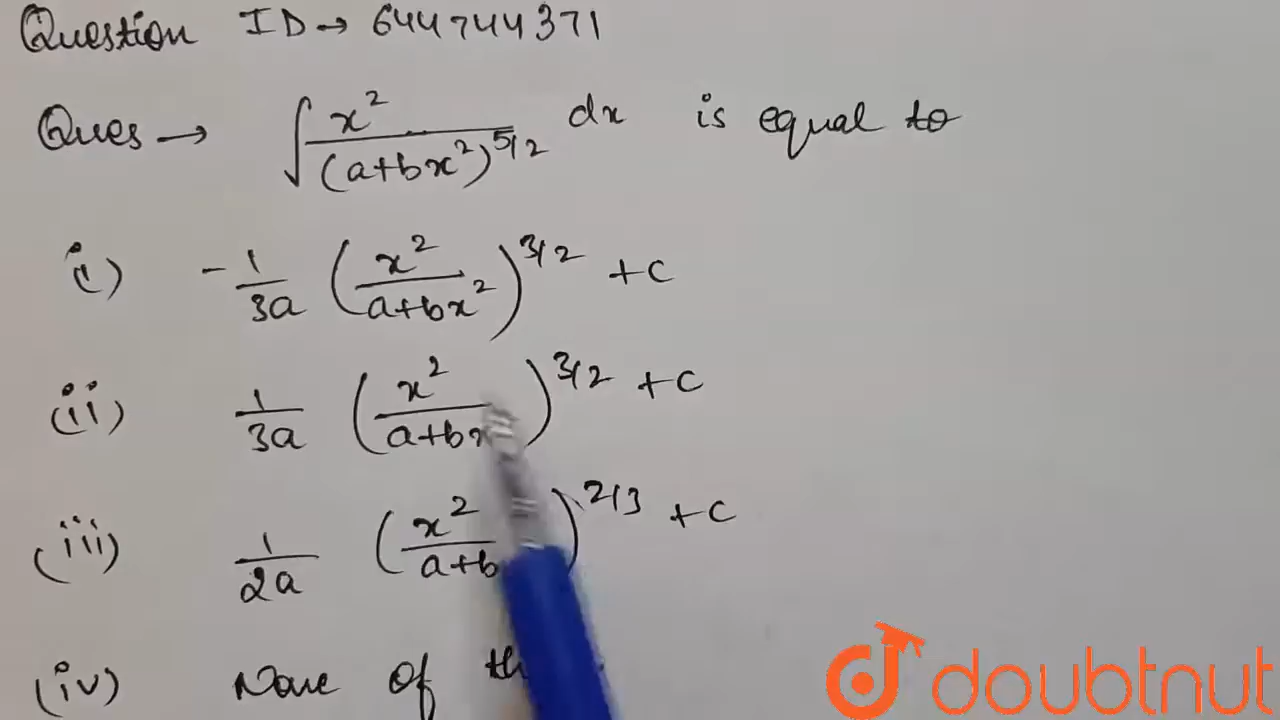 Question ID → 644744371
Ques → ∫ x² / (a+bx²)^5/2 dx is equal to
(i) - 1/3a (x² / a+bx²)^3/2 + c
(ii) 1/3a (x² / a+bx )^3/2 + c
(iii) 1/2a (x² / a+b )^2/3 + c
(iv) None of
doubtnut